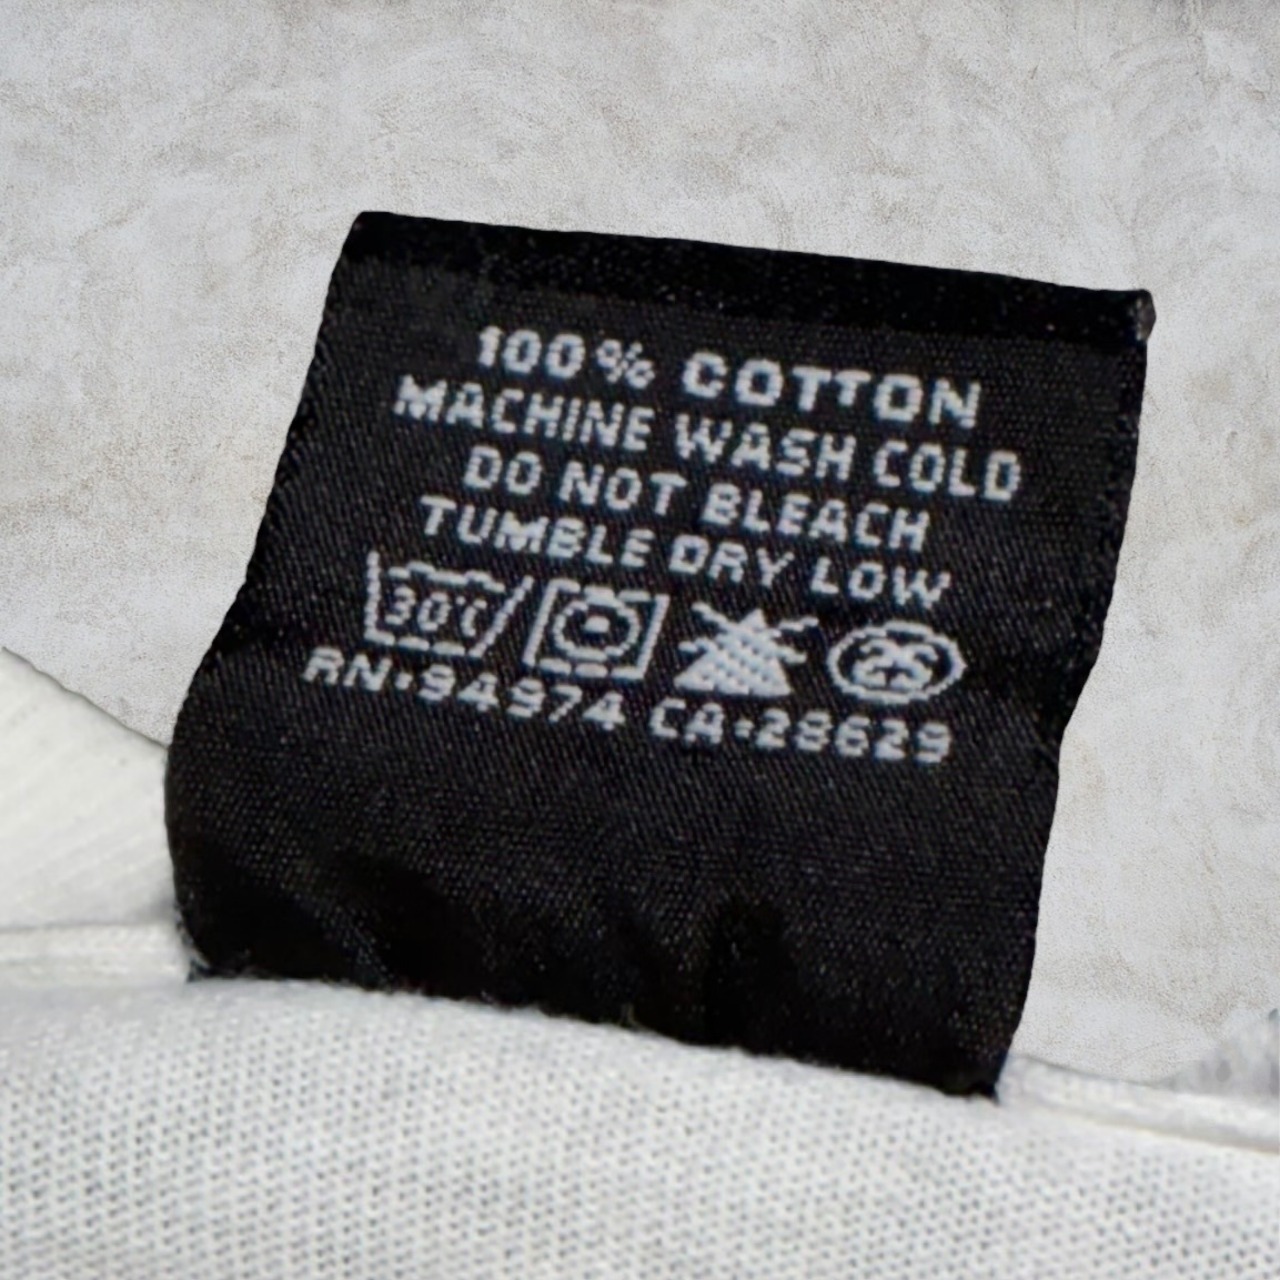 100% COTTON
MACHINE WASH COLD
DO NOT BLEACH
TUMBLE DRY LOW
30°C
RN·94974 CA·28629